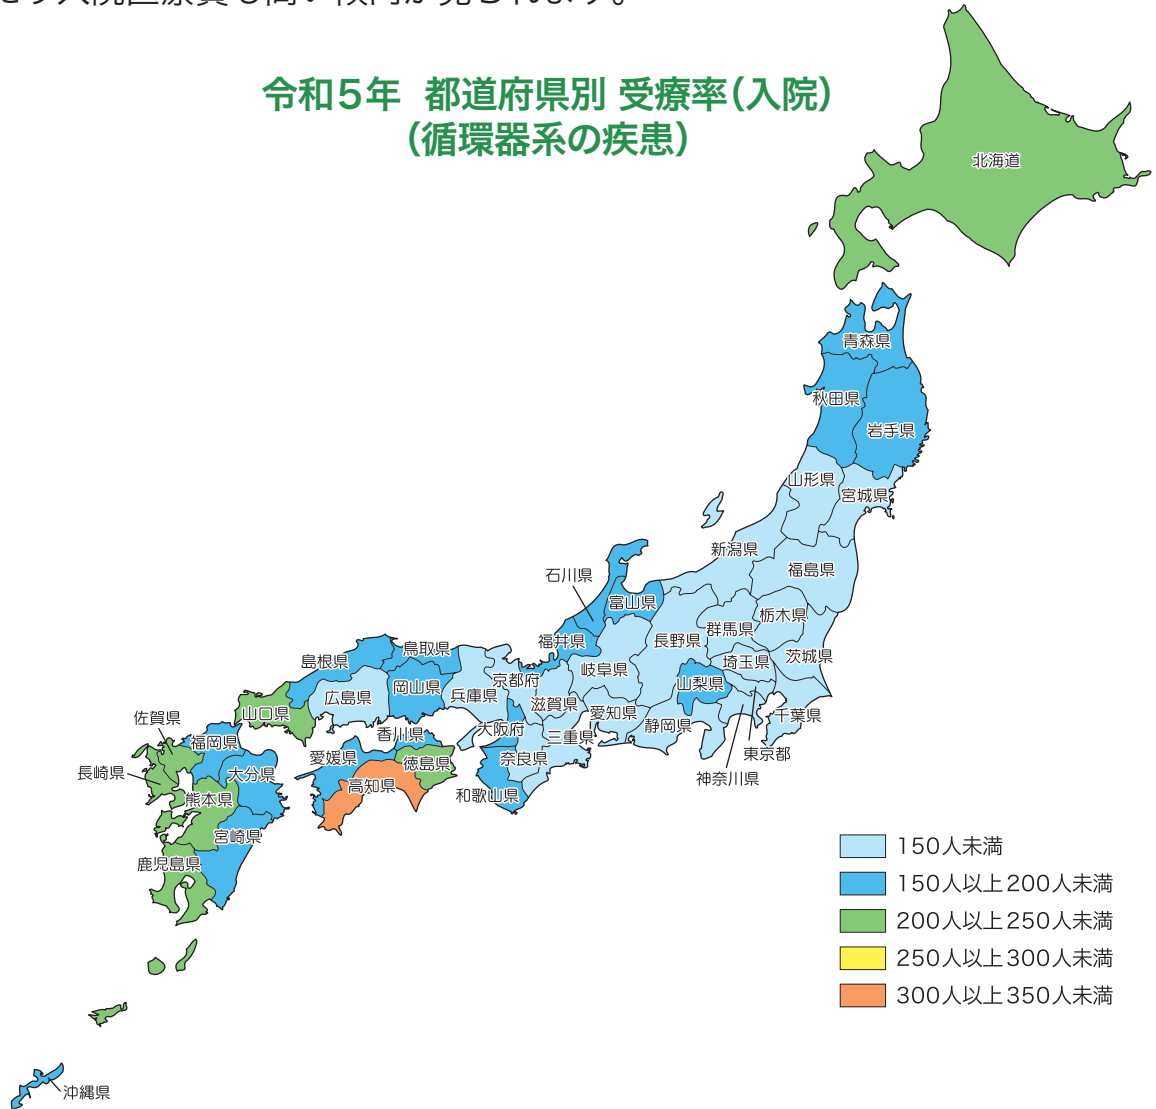 令和5年 都道府県別 受療率(入院)
(循環器系の疾患)
北海道
青森県
秋田県
岩手県
山形県
宮城県
新潟県
福島県
石川県
富山県
栃木県
群馬県
福井県
長野県
鳥取県
島根県
茨城県
埼玉県
岐阜県
京都府
山梨県
岡山県
兵庫県
広島県
滋賀県
愛知県
山口県
千葉県
佐賀県
静岡県
大阪府
香川県
三重県
福岡県
東京都
愛媛県
奈良県
徳島県
長崎県
大分県
神奈川県
高知県
和歌山県
熊本県
宮崎県
鹿児島県
沖縄県
150人未満
150人以上200人未満
200人以上250人未満
250人以上300人未満
300人以上350人未満